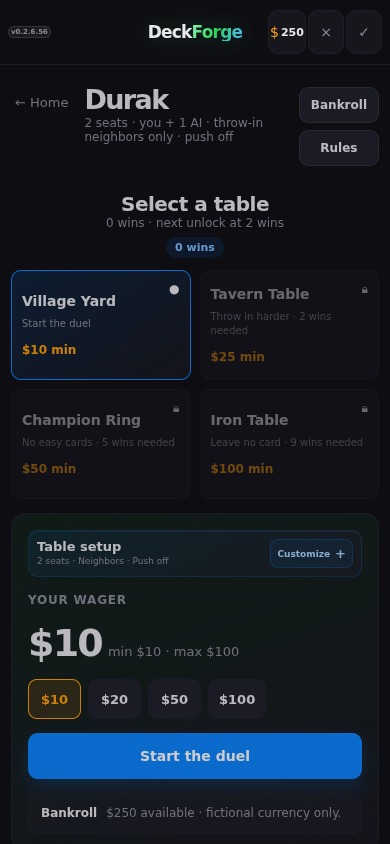 v0.2.6.56
DeckForge
$ 250
×
✓
← Home
Durak
2 seats · you + 1 AI · throw-in
neighbors only · push off
Bankroll
Rules
Select a table
0 wins · next unlock at 2 wins
0 wins
Village Yard
Start the duel
$10 min
Tavern Table
Throw in harder · 2 wins
needed
$25 min
Champion Ring
No easy cards · 5 wins needed
$50 min
Iron Table
Leave no card · 9 wins needed
$100 min
Table setup
2 seats · Neighbors · Push off
Customize +
YOUR WAGER
$10 min $10 · max $100
$10
$20
$50
$100
Start the duel
Bankroll $250 available · fictional currency only.